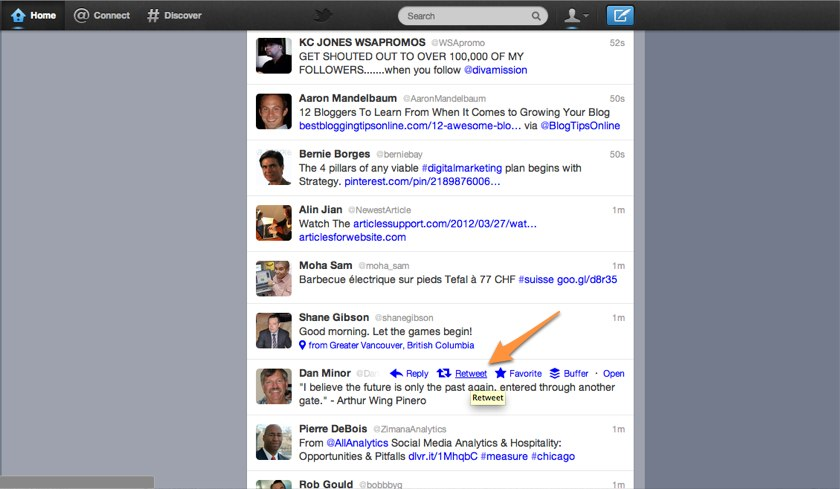 Home @ Connect # Discover Search
KC JONES WSAPROMOS @WSApromo 52s
GET SHOUTED OUT TO OVER 100,000 OF MY
FOLLOWERS.......when you follow @divamission
Aaron Mandelbaum @AaronMandelbaum 50s
12 Bloggers To Learn From When It Comes to Growing Your Blog
bestbloggingtipsonline.com/12-awesome-blo... via @BlogTipsOnline
Bernie Borges @berniebay 50s
The 4 pillars of any viable #digitalmarketing plan begins with
Strategy. pinterest.com/pin/2189876006...
Alin Jian @NewestArticle 1m
Watch The articlessupport.com/2012/03/27/wat...
articlesforwebsite.com
Moha Sam @moha_sam 1m
Barbecue électrique sur pieds Tefal à 77 CHF #suisse goo.gl/d8r35
Shane Gibson @shanegibson 1m
Good morning. Let the games begin!
from Greater Vancouver, British Columbia
Dan Minor @Da Reply Retweet Favorite Buffer · Open
"I believe the future is only the past again, entered through another
gate." - Arthur Wing Pinero
Retweet
Pierre DeBois @ZimanaAnalytics 1m
From @AllAnalytics Social Media Analytics & Hospitality:
Opportunities & Pitfalls dlvr.it/1MhqbC #measure #chicago
Rob Gould @bobbbyg 1m